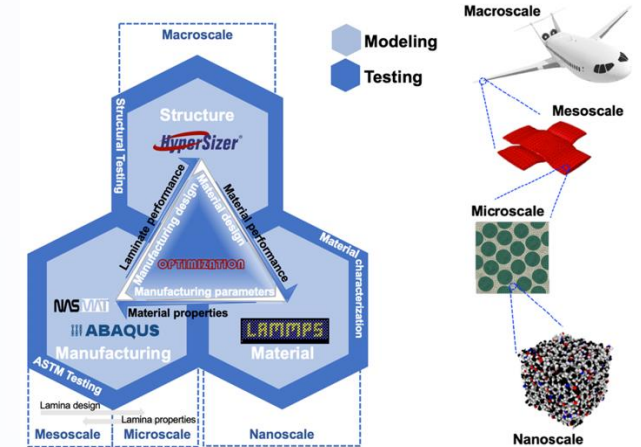 Macroscale
Modeling
Testing
Structural Testing
Structure
HyperSizer®
Laminate performance
Manufacturing design
Material design
Material performance
OPTIMIZATION
Manufacturing parameters
Material properties
Material characterization
NASMAT
ABAQUS
Manufacturing
LAMMPS
Material
ASTM Testing
Lamina design
Lamina properties
Mesoscale
Microscale
Nanoscale
Macroscale
Mesoscale
Microscale
Nanoscale